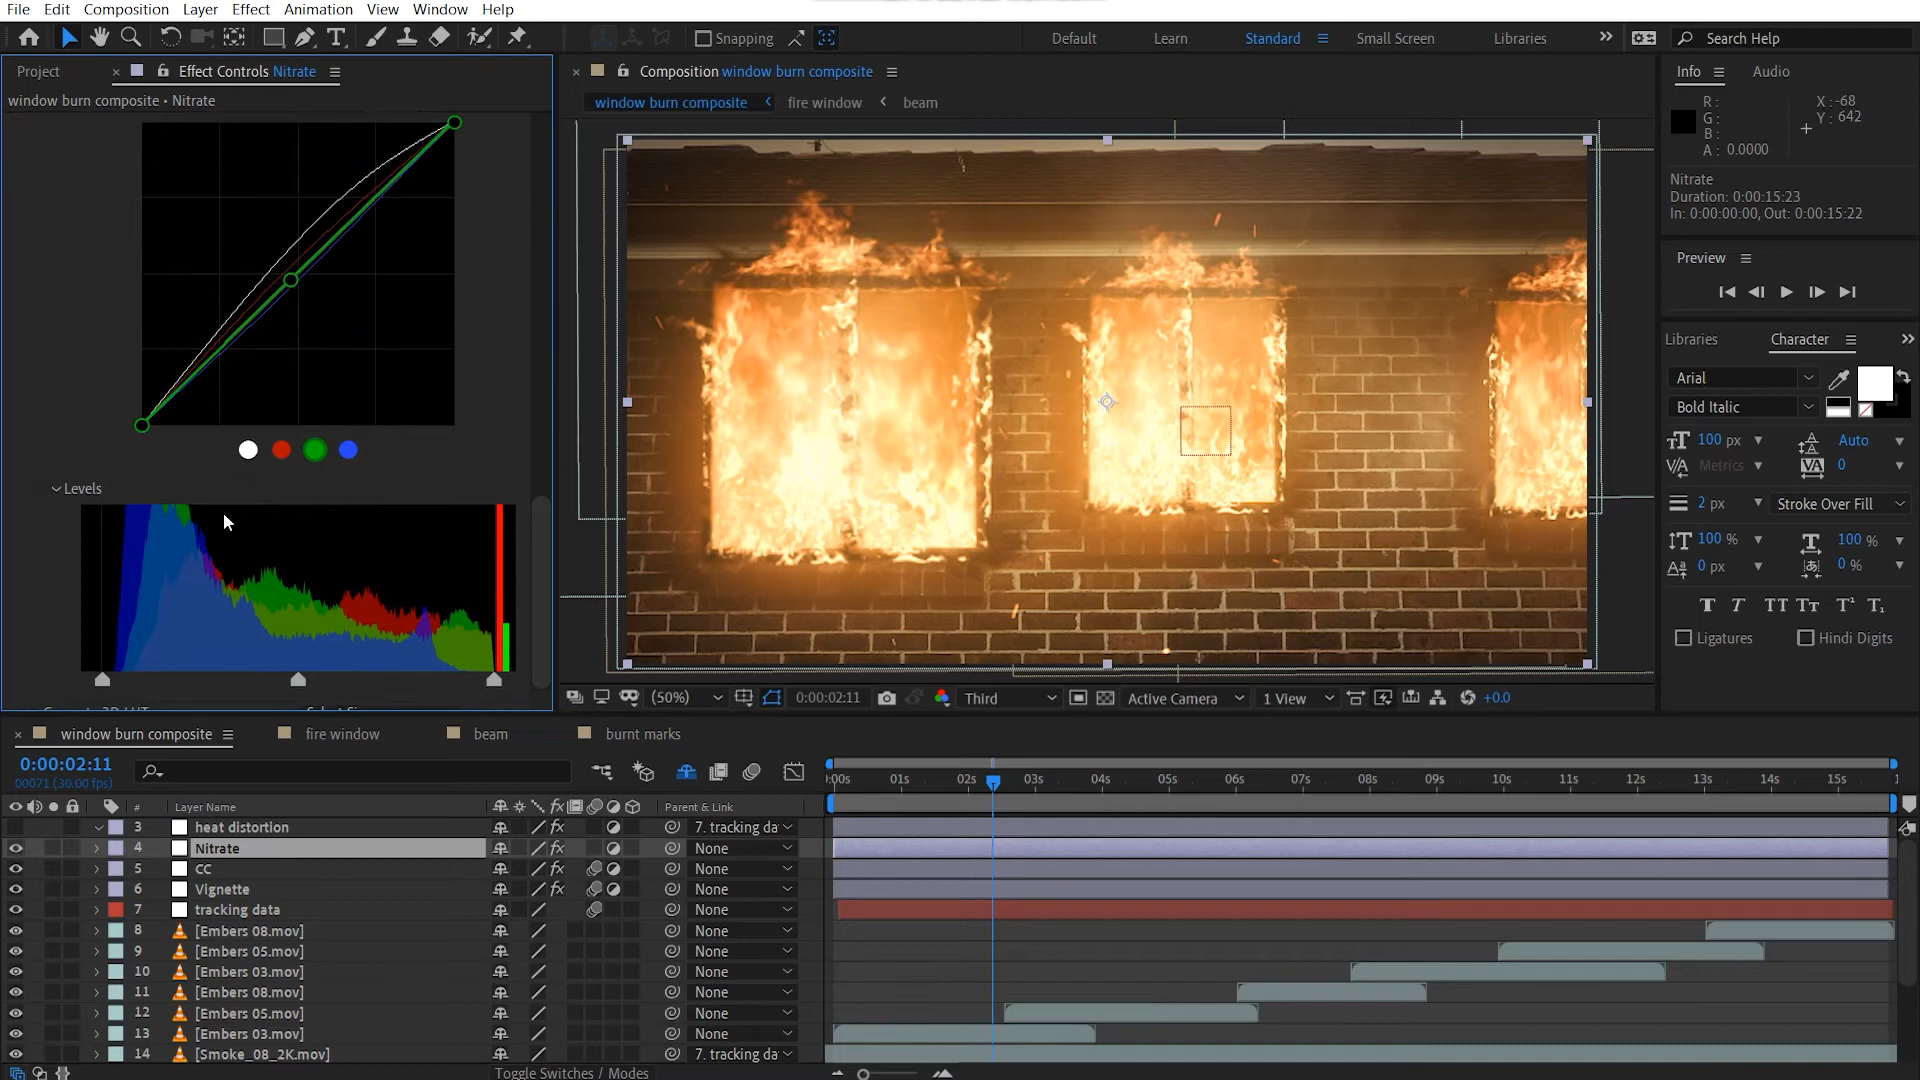 File Edit Composition Layer Effect Animation View Window Help
Snapping Default Learn Standard Small Screen Libraries Search Help
Project Effect Controls Nitrate
window burn composite • Nitrate
Levels
Composition window burn composite
window burn composite fire window beam
(50%) 0:00:02:11 Third Active Camera 1 View +0.0
Info Audio
R: X: -68
G: Y: 642
B:
A: 0.0000
Nitrate
Duration: 0:00:15:23
In: 0:00:00:00, Out: 0:00:15:22
Preview
Libraries Character
Arial
Bold Italic
100 px Auto
Metrics 0
2 px Stroke Over Fill
100 % 100 %
0 px 0 %
Ligatures Hindi Digits
window burn composite fire window beam burnt marks
0:00:02:11
00071 (30.00 fps)
:00s 01s 02s 03s 04s 05s 06s 07s 08s 09s 10s 11s 12s 13s 14s 15s
# Layer Name Parent & Link
3 heat distortion 7. tracking da
4 Nitrate None
5 CC None
6 Vignette None
7 tracking data None
8 [Embers 08.mov] None
9 [Embers 05.mov] None
10 [Embers 03.mov] None
11 [Embers 08.mov] None
12 [Embers 05.mov] None
13 [Embers 03.mov] None
14 [Smoke_08_2K.mov] 7. tracking da
Toggle Switches / Modes